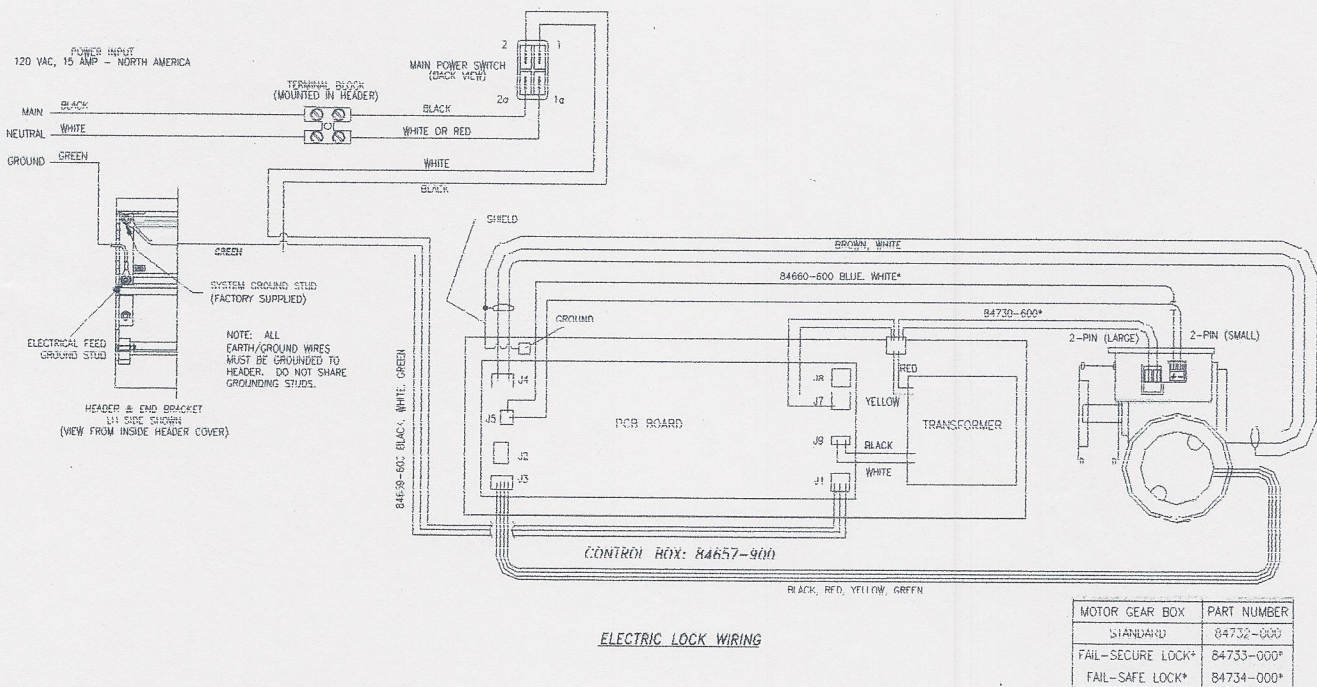 POWER INPUT
120 VAC, 15 AMP - NORTH AMERICA
MAIN
BLACK
NEUTRAL
WHITE
GROUND
GREEN
TERMINAL BLOCK
(MOUNTED IN HEADER)
MAIN POWER SWITCH
(BACK VIEW)
2
1
2a
1a
BLACK
WHITE OR RED
WHITE
BLACK
GREEN
SYSTEM GROUND STUD
(FACTORY SUPPLIED)
ELECTRICAL FEED
GROUND STUD
NOTE: ALL
EARTH/GROUND WIRES
MUST BE GROUNDED TO
HEADER. DO NOT SHARE
GROUNDING STUDS.
HEADER & END BRACKET
LH SIDE SHOWN
(VIEW FROM INSIDE HEADER COVER)
SHIELD
BROWN, WHITE
84660-600 BLUE, WHITE*
84730-600*
GROUND
2-PIN (LARGE)
2-PIN (SMALL)
+ -
RED
YELLOW
J4
J5
J2
J3
J8
J7
J9
J1
PCB BOARD
TRANSFORMER
BLACK
WHITE
BLACK, WHITE, GREEN
CONTROL BOX: 84657-900
BLACK, RED, YELLOW, GREEN
ELECTRIC LOCK WIRING
MOTOR GEAR BOX PART NUMBER
STANDARD 84732-000
FAIL-SECURE LOCK* 84733-000*
FAIL-SAFE LOCK* 84734-000*